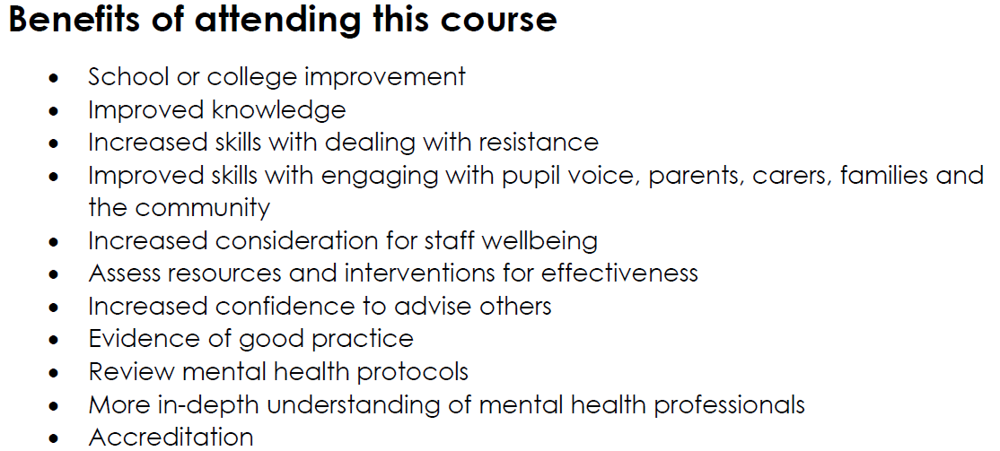 Benefits of attending this course
• School or college improvement
• Improved knowledge
• Increased skills with dealing with resistance
• Improved skills with engaging with pupil voice, parents, carers, families and
the community
• Increased consideration for staff wellbeing
• Assess resources and interventions for effectiveness
• Increased confidence to advise others
• Evidence of good practice
• Review mental health protocols
• More in-depth understanding of mental health professionals
• Accreditation